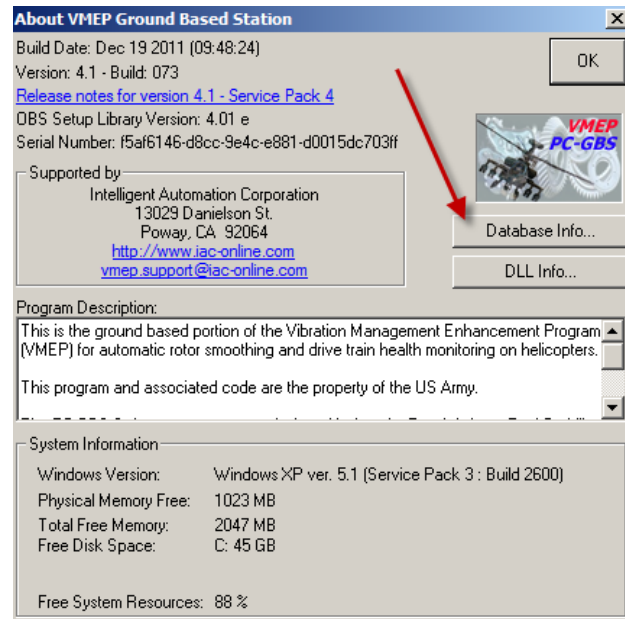 About VMEP Ground Based Station
Build Date: Dec 19 2011 (09:48:24)
OK
Version: 4.1 - Build: 073
Release notes for version 4.1 - Service Pack 4
OBS Setup Library Version: 4.01 e
Serial Number: f5af6146-d8cc-9e4c-e881-d0015dc703ff
VMEP
PC-GBS
Supported by
Intelligent Automation Corporation
13029 Danielson St.
Poway, CA 92064
http://www.iac-online.com
vmep.support@iac-online.com
Database Info...
DLL Info...
Program Description:
This is the ground based portion of the Vibration Management Enhancement Program
(VMEP) for automatic rotor smoothing and drive train health monitoring on helicopters.
This program and associated code are the property of the US Army.
System Information
Windows Version: Windows XP ver. 5.1 (Service Pack 3 : Build 2600)
Physical Memory Free: 1023 MB
Total Free Memory: 2047 MB
Free Disk Space: C: 45 GB
Free System Resources: 88 %